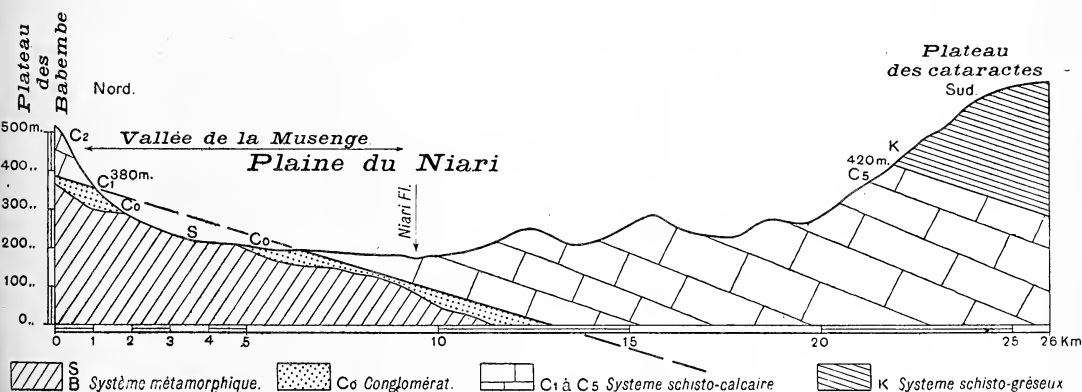 Plateau
des
Babembe
Nord.
Plateau
des cataractes
Sud.
500m.
400..
300..
200..
100..
0..
C2
Vallée de la Musenge
Plaine du Niari
C1 380m.
Co
S
Co
Niari Fl.
K
420m.
C5
0 1 2 3 4 5 10 15 20 25 26 Km
S
B Système métamorphique.
Co Conglomérat.
C1 à C5 Systeme schisto-calcaire
K Systeme schisto-gréseux